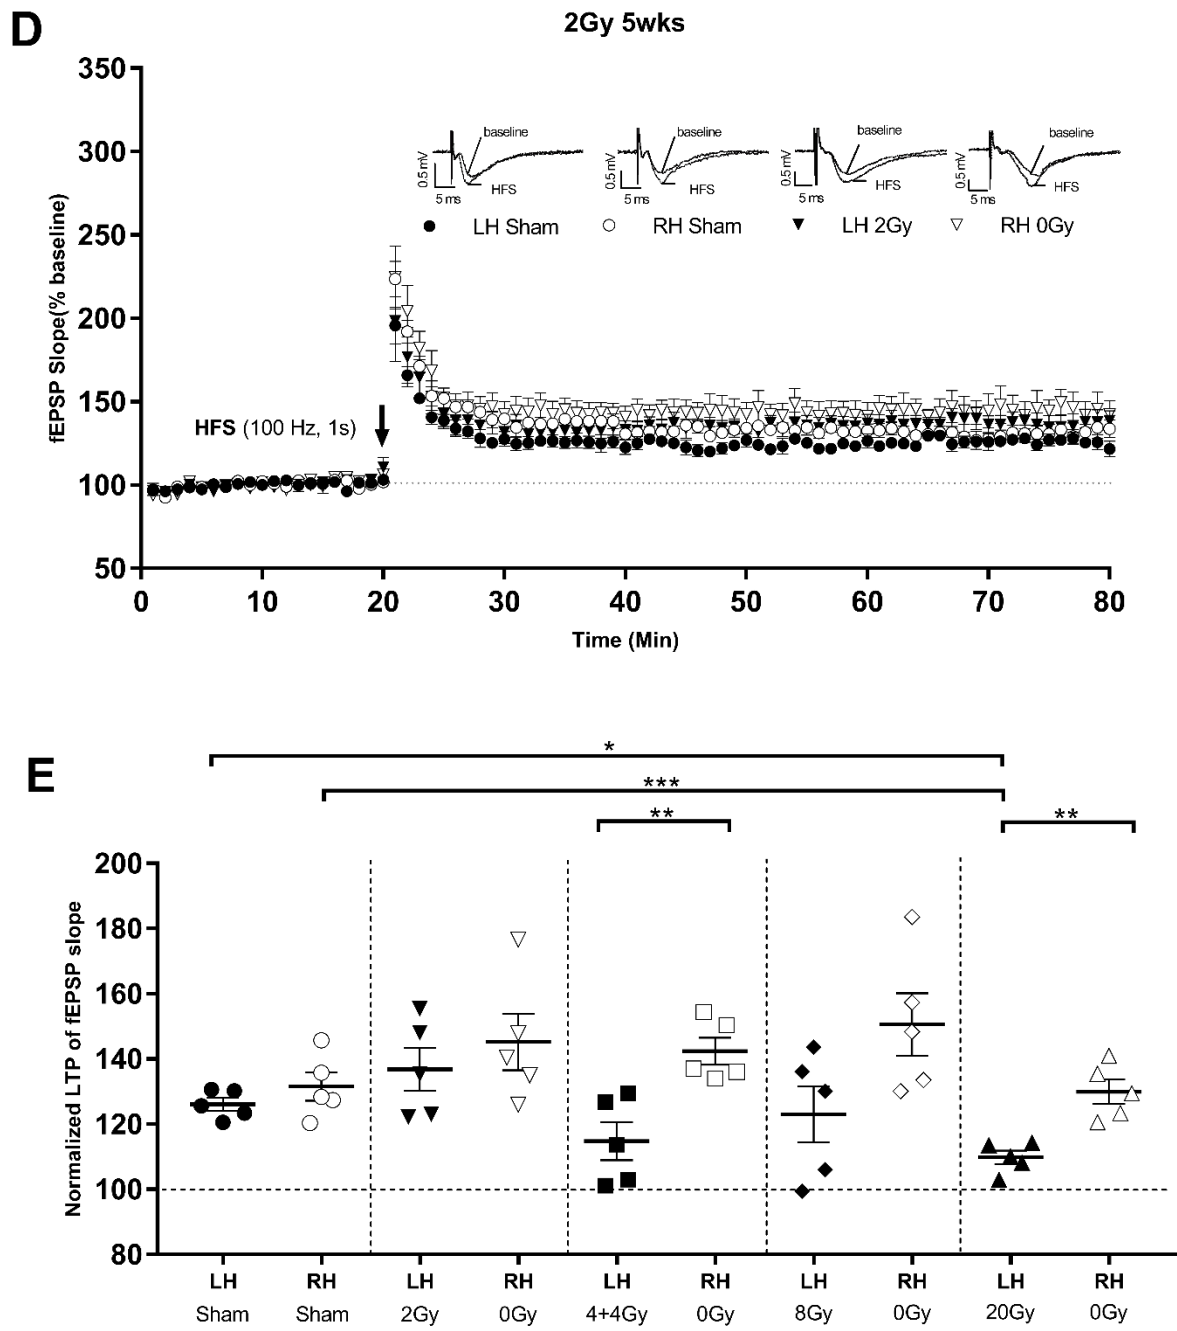 D
2Gy 5wks
fEPSP Slope(% baseline)
350
300
250
200
150
100
50
baseline
HFS
0.5 mV
5 ms
baseline
HFS
0.5 mV
5 ms
baseline
HFS
0.5 mV
5 ms
baseline
HFS
0.5 mV
5 ms
LH Sham
RH Sham
LH 2Gy
RH 0Gy
HFS (100 Hz, 1s)
0 10 20 30 40 50 60 70 80
Time (Min)
E
*
***
**
**
Normalized LTP of fEPSP slope
200
180
160
140
120
100
80
LH RH LH RH LH RH LH RH LH RH
Sham Sham 2Gy 0Gy 4+4Gy 0Gy 8Gy 0Gy 20Gy 0Gy